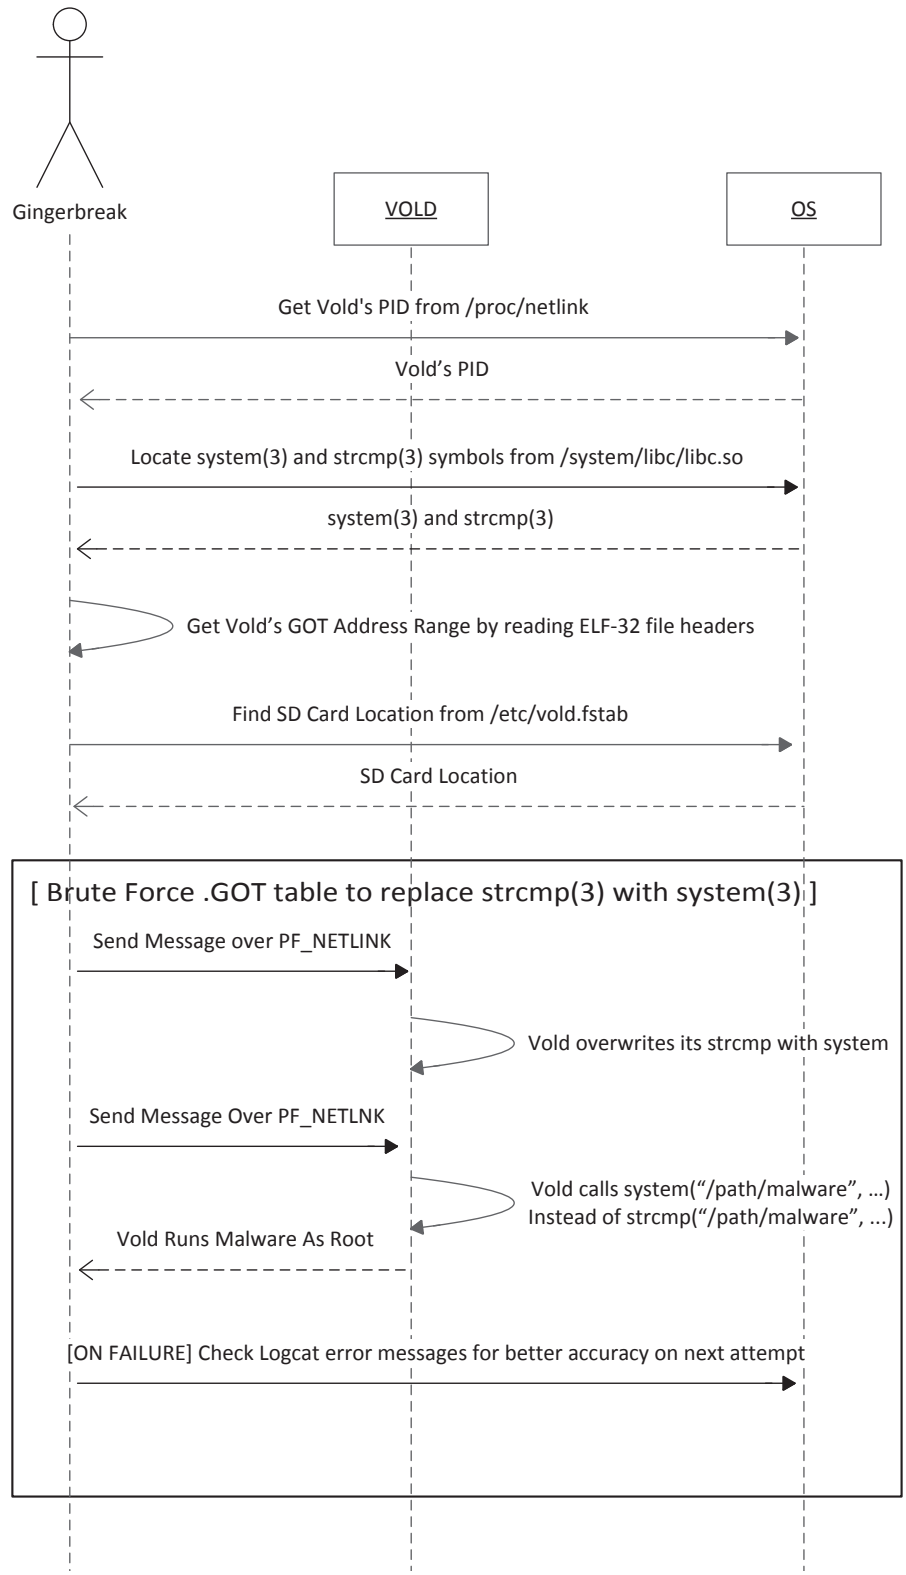 Gingerbreak
VOLD
OS
Get Vold's PID from /proc/netlink
Vold’s PID
Locate system(3) and strcmp(3) symbols from /system/libc/libc.so
system(3) and strcmp(3)
Get Vold’s GOT Address Range by reading ELF-32 file headers
Find SD Card Location from /etc/vold.fstab
SD Card Location
[ Brute Force .GOT table to replace strcmp(3) with system(3) ]
Send Message over PF_NETLINK
Vold overwrites its strcmp with system
Send Message Over PF_NETLNK
Vold calls system(“/path/malware”, …)
Instead of strcmp(“/path/malware”, ...)
Vold Runs Malware As Root
[ON FAILURE] Check Logcat error messages for better accuracy on next attempt